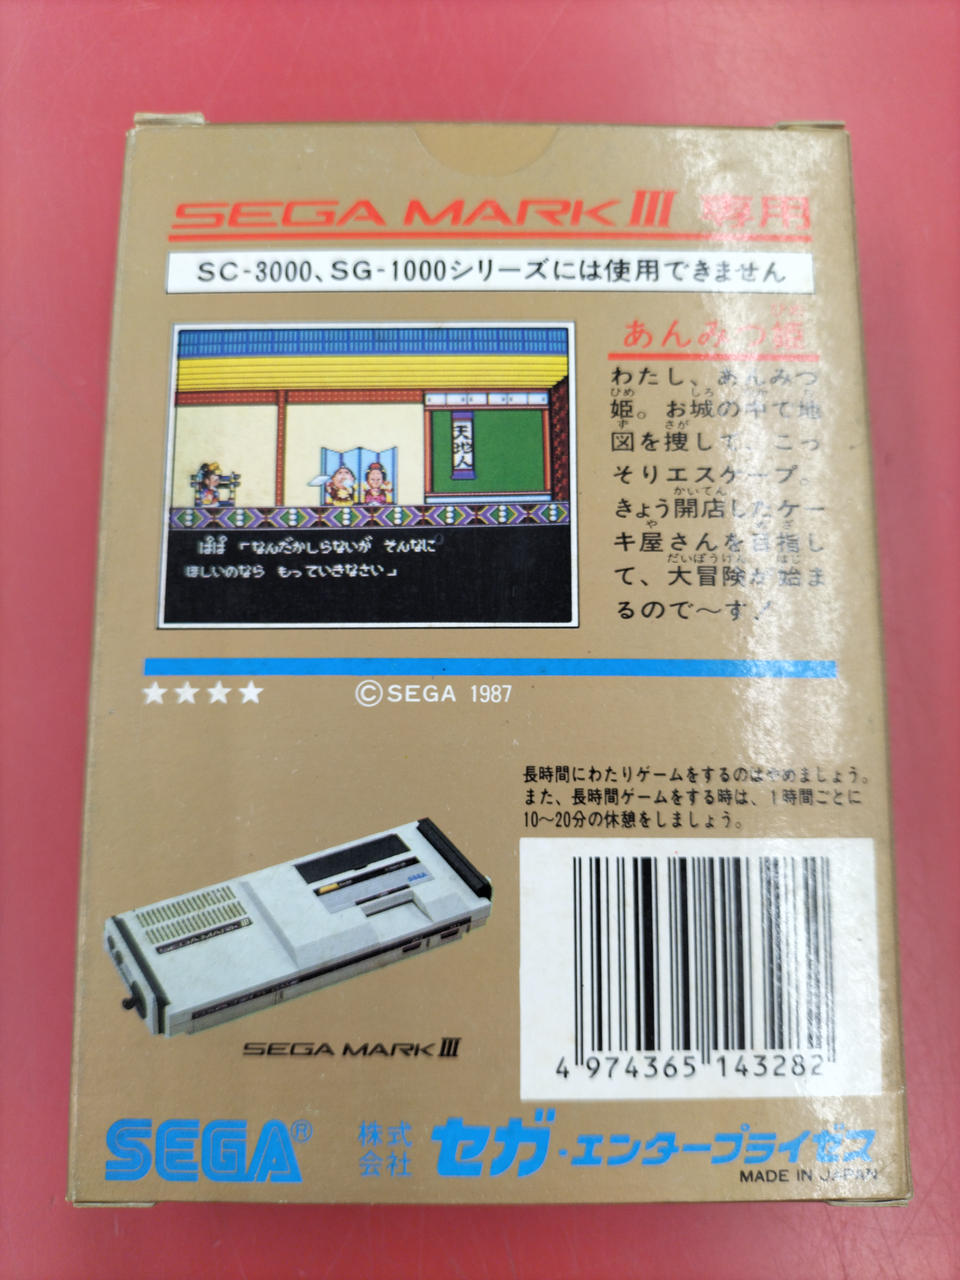 SEGA MARK III 専用
SC-3000、SG-1000シリーズには使用できません
あんみつ姫
わたし、あんみつ
姫。お城の中で地
図を捜して、こっ
そりエスケープ
きょう開店したケー
キ屋さんを目指し
て、大冒険が始ま
るので〜す！
天地人
ぱぱ「なんだかしらないが そんなに
ほしいのなら もっていきなさい」
★★★★ ©SEGA 1987
長時間にわたりゲームをするのはやめましょう。
また、長時間ゲームをする時は、1時間ごとに
10〜20分の休憩をしましょう。
SEGA
SEGA MARK III
SEGA MARK III
4 974365 143282
SEGA® 株式会社 セガ・エンタープライゼス
MADE IN JAPAN